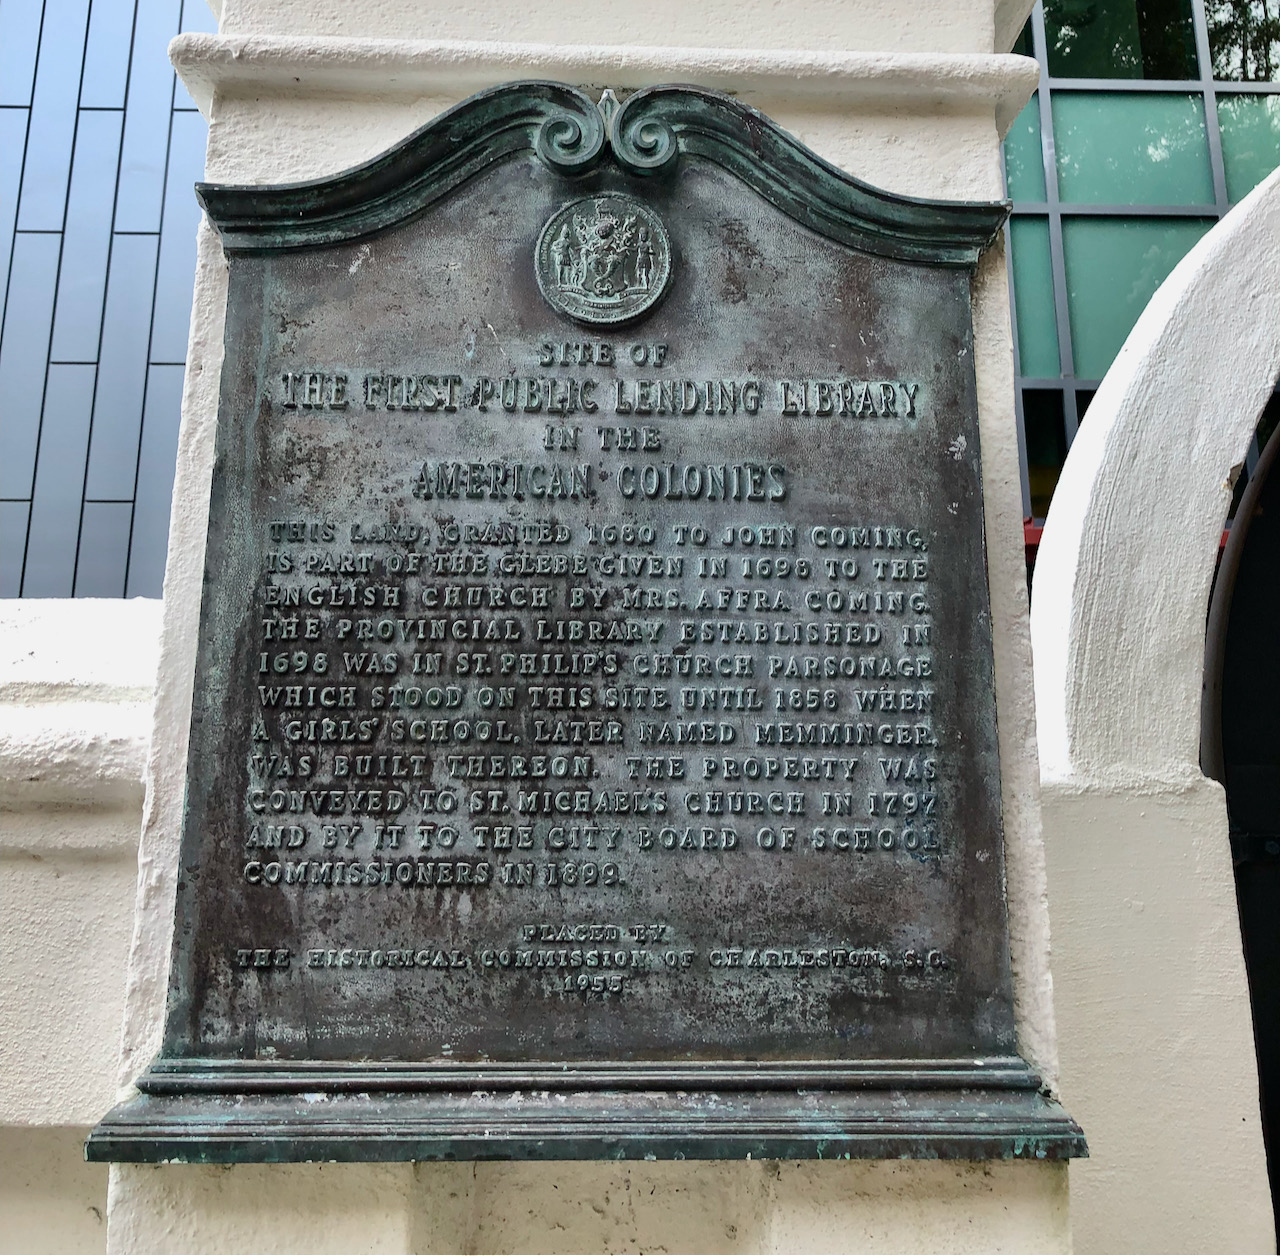 SITE OF
THE FIRST PUBLIC LENDING LIBRARY
IN THE
AMERICAN COLONIES
THIS LAND, GRANTED 1680 TO JOHN COMING,
IS PART OF THE GLEBE GIVEN IN 1698 TO THE
ENGLISH CHURCH BY MRS. AFFRA COMING.
THE PROVINCIAL LIBRARY ESTABLISHED IN
1698 WAS IN ST. PHILIP'S CHURCH PARSONAGE
WHICH STOOD ON THIS SITE UNTIL 1858 WHEN
A GIRLS' SCHOOL, LATER NAMED MEMMINGER,
WAS BUILT THEREON. THE PROPERTY WAS
CONVEYED TO ST. MICHAEL'S CHURCH IN 1797
AND BY IT TO THE CITY BOARD OF SCHOOL
COMMISSIONERS IN 1899.
PLACED BY
THE HISTORICAL COMMISSION OF CHARLESTON, S.C.
1955